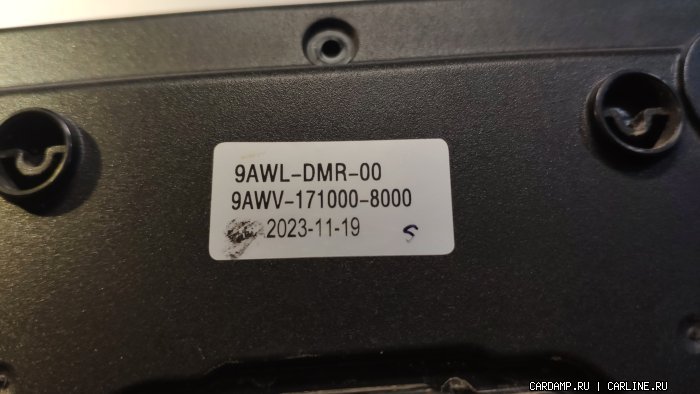 9AWL-DMR-00
9AWV-171000-8000
2023-11-19
S
CARDAMP.RU | CARLINE.RU